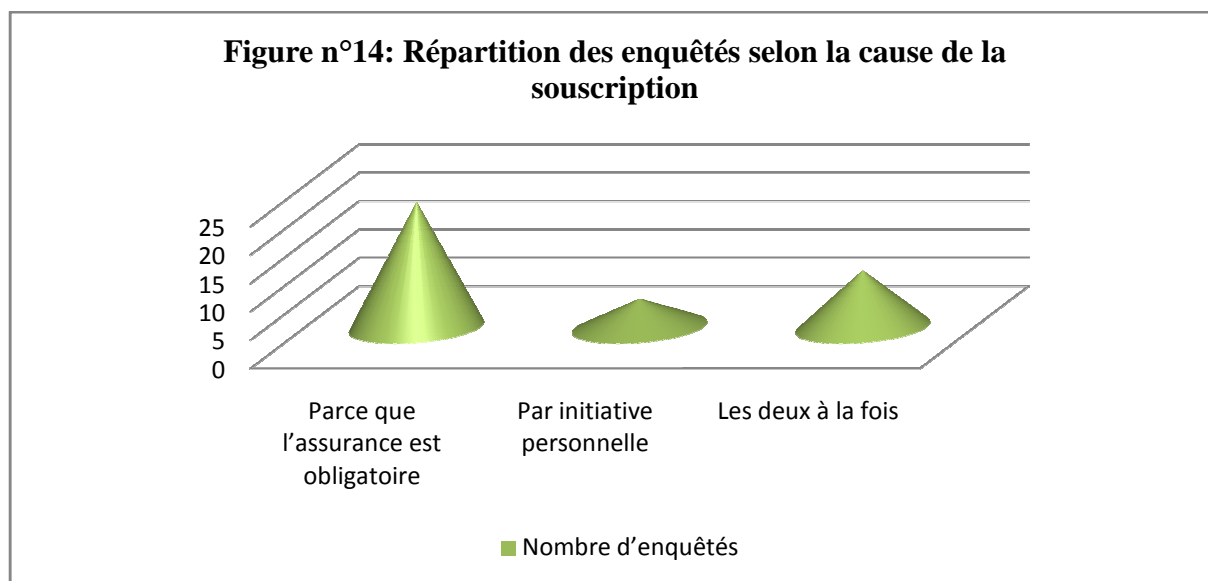 Figure n°14: Répartition des enquêtés selon la cause de la
souscription
25
20
15
10
5
0
Parce que
l’assurance est
obligatoire
Par initiative
personnelle
Les deux à la fois
Nombre d’enquêtés